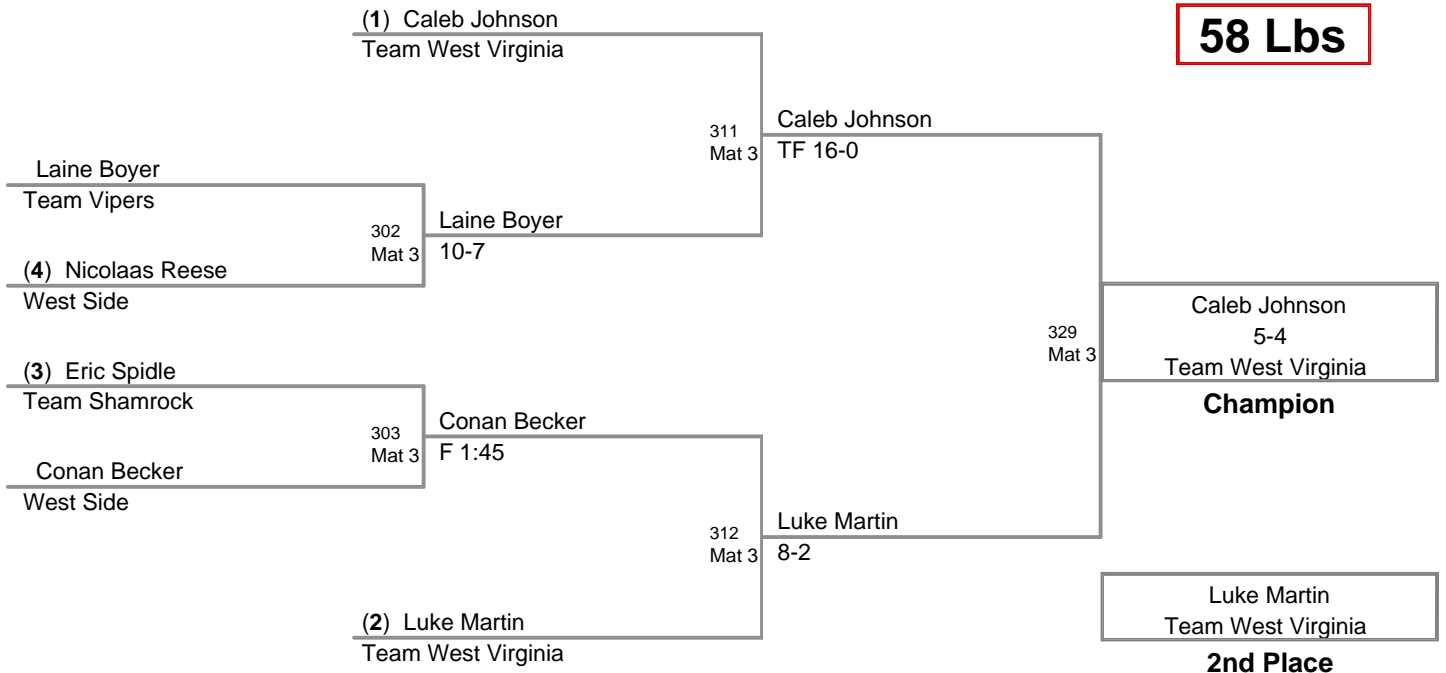 (1) Caleb Johnson
Team West Virginia
58 Lbs
311
Mat 3
Caleb Johnson
TF 16-0
Laine Boyer
Team Vipers
302
Mat 3
Laine Boyer
10-7
(4) Nicolaas Reese
West Side
329
Mat 3
Caleb Johnson
5-4
Team West Virginia
Champion
(3) Eric Spidle
Team Shamrock
303
Mat 3
Conan Becker
F 1:45
Conan Becker
West Side
312
Mat 3
Luke Martin
8-2
(2) Luke Martin
Team West Virginia
Luke Martin
Team West Virginia
2nd Place